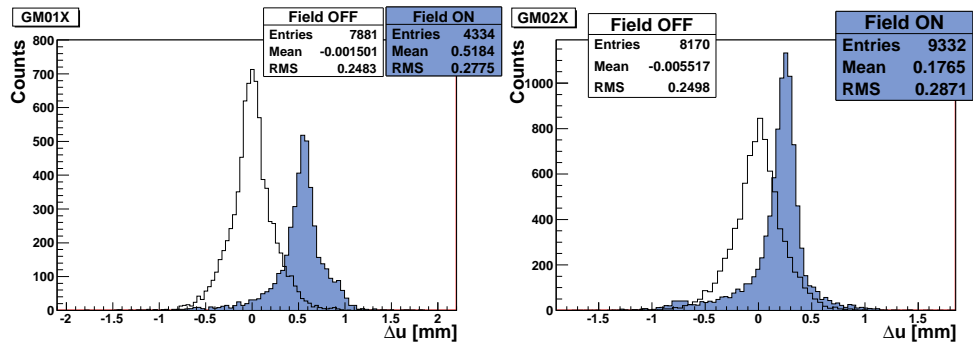 GM01X
Field OFF
Entries 7881
Mean -0.001501
RMS 0.2483
Field ON
Entries 4334
Mean 0.5184
RMS 0.2775
Counts
800
700
600
500
400
300
200
100
0
-2 -1.5 -1 -0.5 0 0.5 1 1.5 2
Δu [mm]
GM02X
Field OFF
Entries 8170
Mean -0.005517
RMS 0.2498
Field ON
Entries 9332
Mean 0.1765
RMS 0.2871
Counts
1000
800
600
400
200
0
-1.5 -1 -0.5 0 0.5 1 1.5
Δu [mm]